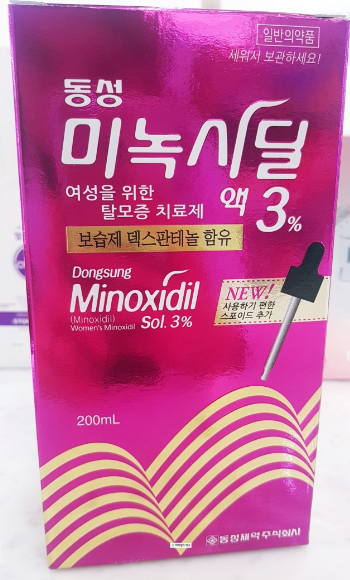 일반의약품
세워서 보관하세요!
동성
미녹시딜
액 3%
여성을 위한
탈모증 치료제
보습제 덱스판테놀 함유
Dongsung
Minoxidil
(Minoxidil)
Women's Minoxidil Sol. 3%
NEW!
사용하기 편한
스포이드 추가
200mL
동성제약주식회사